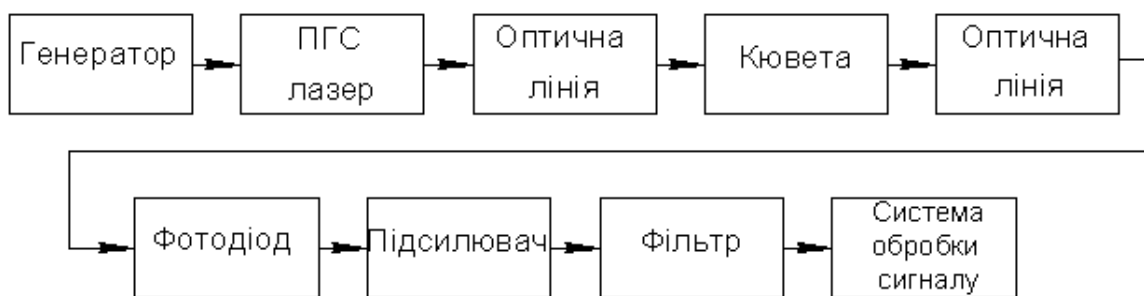 Генератор
ПГС
лазер
Оптична
лінія
Кювета
Оптична
лінія
Фотодіод
Підсилювач
Фільтр
Система
обробки
сигналу